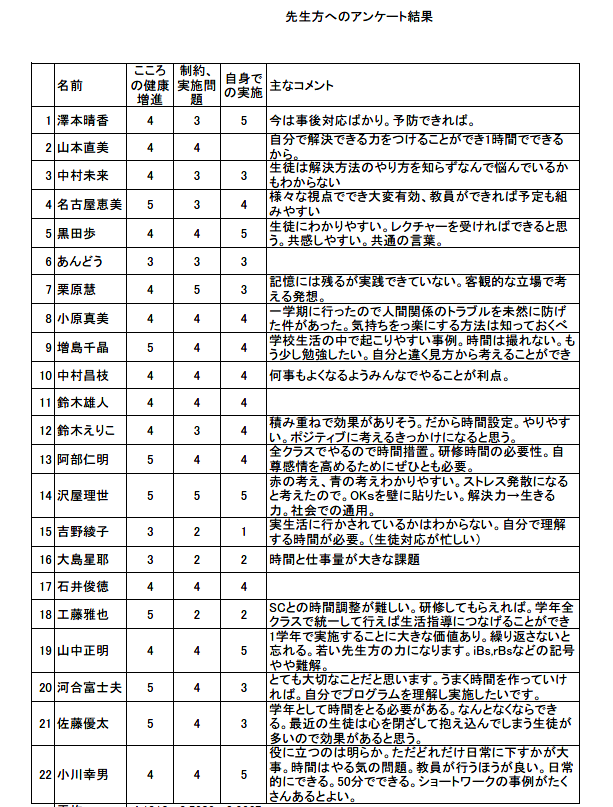 先生方へのアンケート結果
名前 こころの健康増進 制約、実施問題 自身での実施 主なコメント
1 澤本晴香 4 3 5 今は事後対応ばかり。予防できれば。
2 山本直美 4 4 自分で解決できる力をつけることができ1時間でできる
から。
3 中村未来 4 3 3 生徒は解決方法のやり方を知らずなんで悩んでいるか
もわからない
4 名古屋恵美 5 3 4 様々な視点でき大変有効、教員ができれば予定も組
みやすい
5 黒田歩 4 4 5 生徒にわかりやすい。レクチャーを受ければできると思
う。共感しやすい。共通の言葉。
6 あんどう 3 3 3
7 栗原慧 4 5 3 記憶には残るが実践できていない。客観的な立場で考
える発想。
8 小原真美 4 4 4 一学期に行ったので人間関係のトラブルを未然に防げ
た件があった。気持ちをっ楽にする方法は知っておくべ
9 増島千晶 5 4 4 学校生活の中で起こりやすい事例。時間は撮れない。も
う少し勉強したい。自分と違く見方から考えることができ
10 中村昌枝 4 4 4 何事もよくなるようみんなでやることが利点。
11 鈴木雄人 4 4 4
12 鈴木えりこ 4 3 4 積み重ねで効果がありそう。だから時間設定。やりやす
い。ポジティブに考えるきっかけになると思う。
13 阿部仁明 5 4 4 全クラスでやるので時間措置。研修時間の必要性。自
尊感情を高めるためにぜひとも必要。
14 沢屋理世 5 5 5 赤の考え、青の考えわかりやすい。ストレス発散になる
と考えたので。OKsを壁に貼りたい。解決力→生きる
力。社会での通用。
15 吉野綾子 3 2 1 実生活に行かされているかはわからない。自分で理解
する時間が必要。（生徒対応が忙しい）
16 大島星耶 3 2 2 時間と仕事量が大きな課題
17 石井俊徳 4 4 4
18 工藤雅也 5 2 2 SCとの時間調整が難しい。研修してもらえれば。学年全
クラスで統一して行えば生活指導につなげることができ
19 山中正明 4 4 5 1学年で実施することに大きな価値あり。繰り返さないと
忘れる。若い先生方の力になります。iBs,rBsなどの記号
やや難解。
20 河合富士夫 5 4 3 とても大切なことだと思います。うまく時間を作ってい
ければ。自分でプログラムを理解し実施したいです。
21 佐藤優太 5 4 3 学年として時間をとる必要がある。なんとなくならでき
る。最近の生徒は心を閉ざして抱え込んでしまう生徒が
多いので効果があると思う。
22 小川幸男 4 4 5 役に立つのは明らか。ただどれだけ日常に下すかが大
事。時間はやる気の問題。教員が行うほうが良い。日常
的にできる。50分でできる。ショートワークの事例がたく
さんあるとよい。